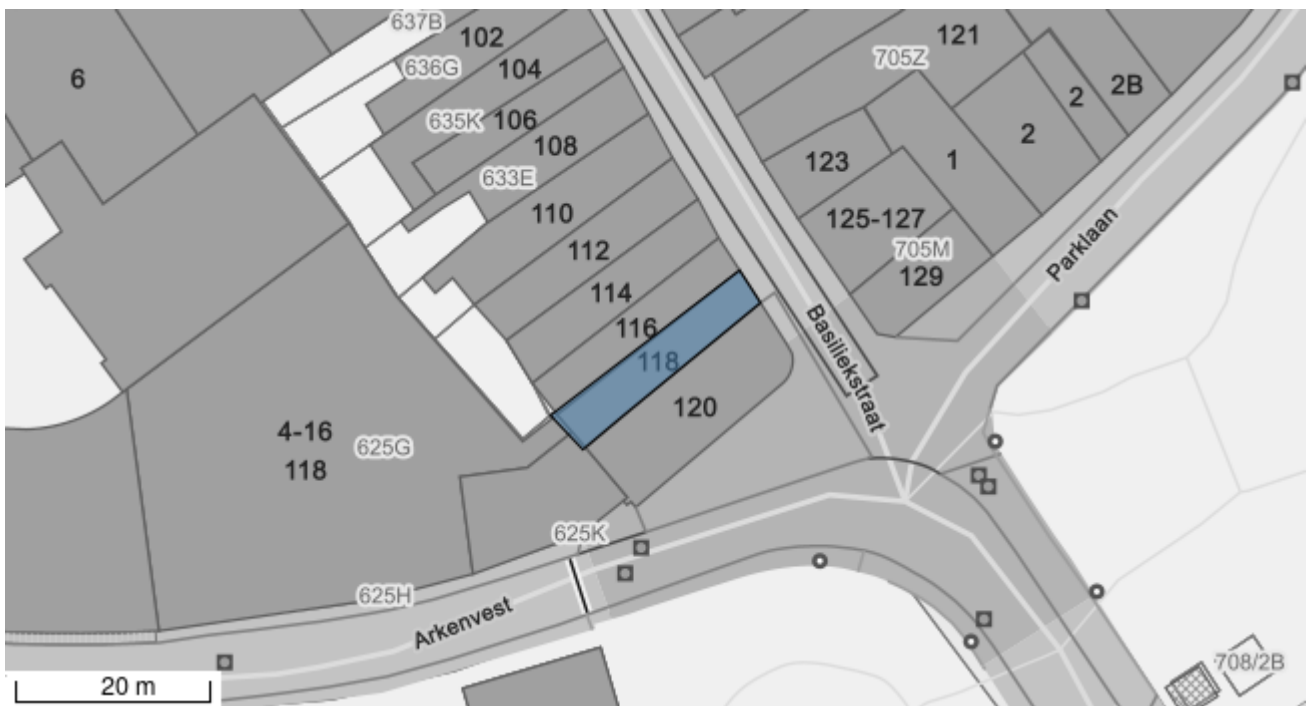 637B
102
121
705Z
636G
104
6
2B
2
635K
106
2
108
123
1
633E
110
125-127
Parklaan
112
705M
129
114
116
118
Basiliekstraat
120
4-16
625G
118
625K
625H
Arkenvest
708/2B
20 m